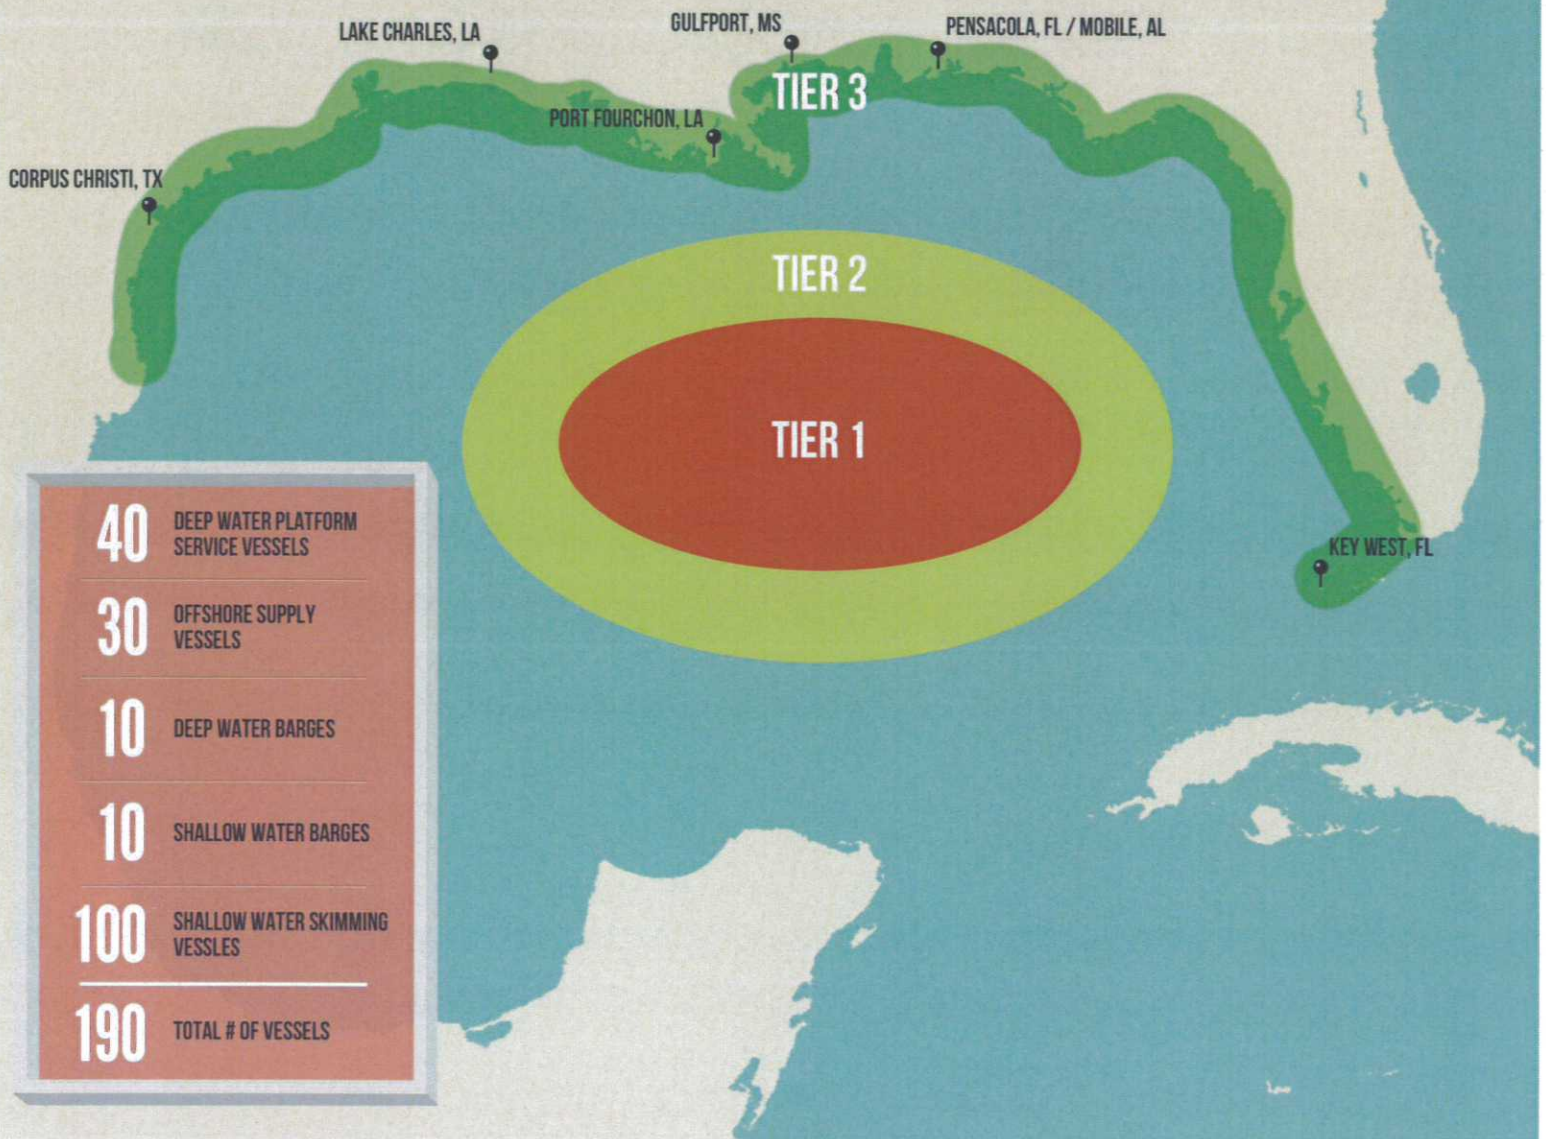 LAKE CHARLES, LA
GULFPORT, MS
PENSACOLA, FL / MOBILE, AL
TIER 3
PORT FOURCHON, LA
CORPUS CHRISTI, TX
TIER 2
TIER 1
KEY WEST, FL
40 DEEP WATER PLATFORM
SERVICE VESSELS
30 OFFSHORE SUPPLY
VESSELS
10 DEEP WATER BARGES
10 SHALLOW WATER BARGES
100 SHALLOW WATER SKIMMING
VESSLES
190 TOTAL # OF VESSELS